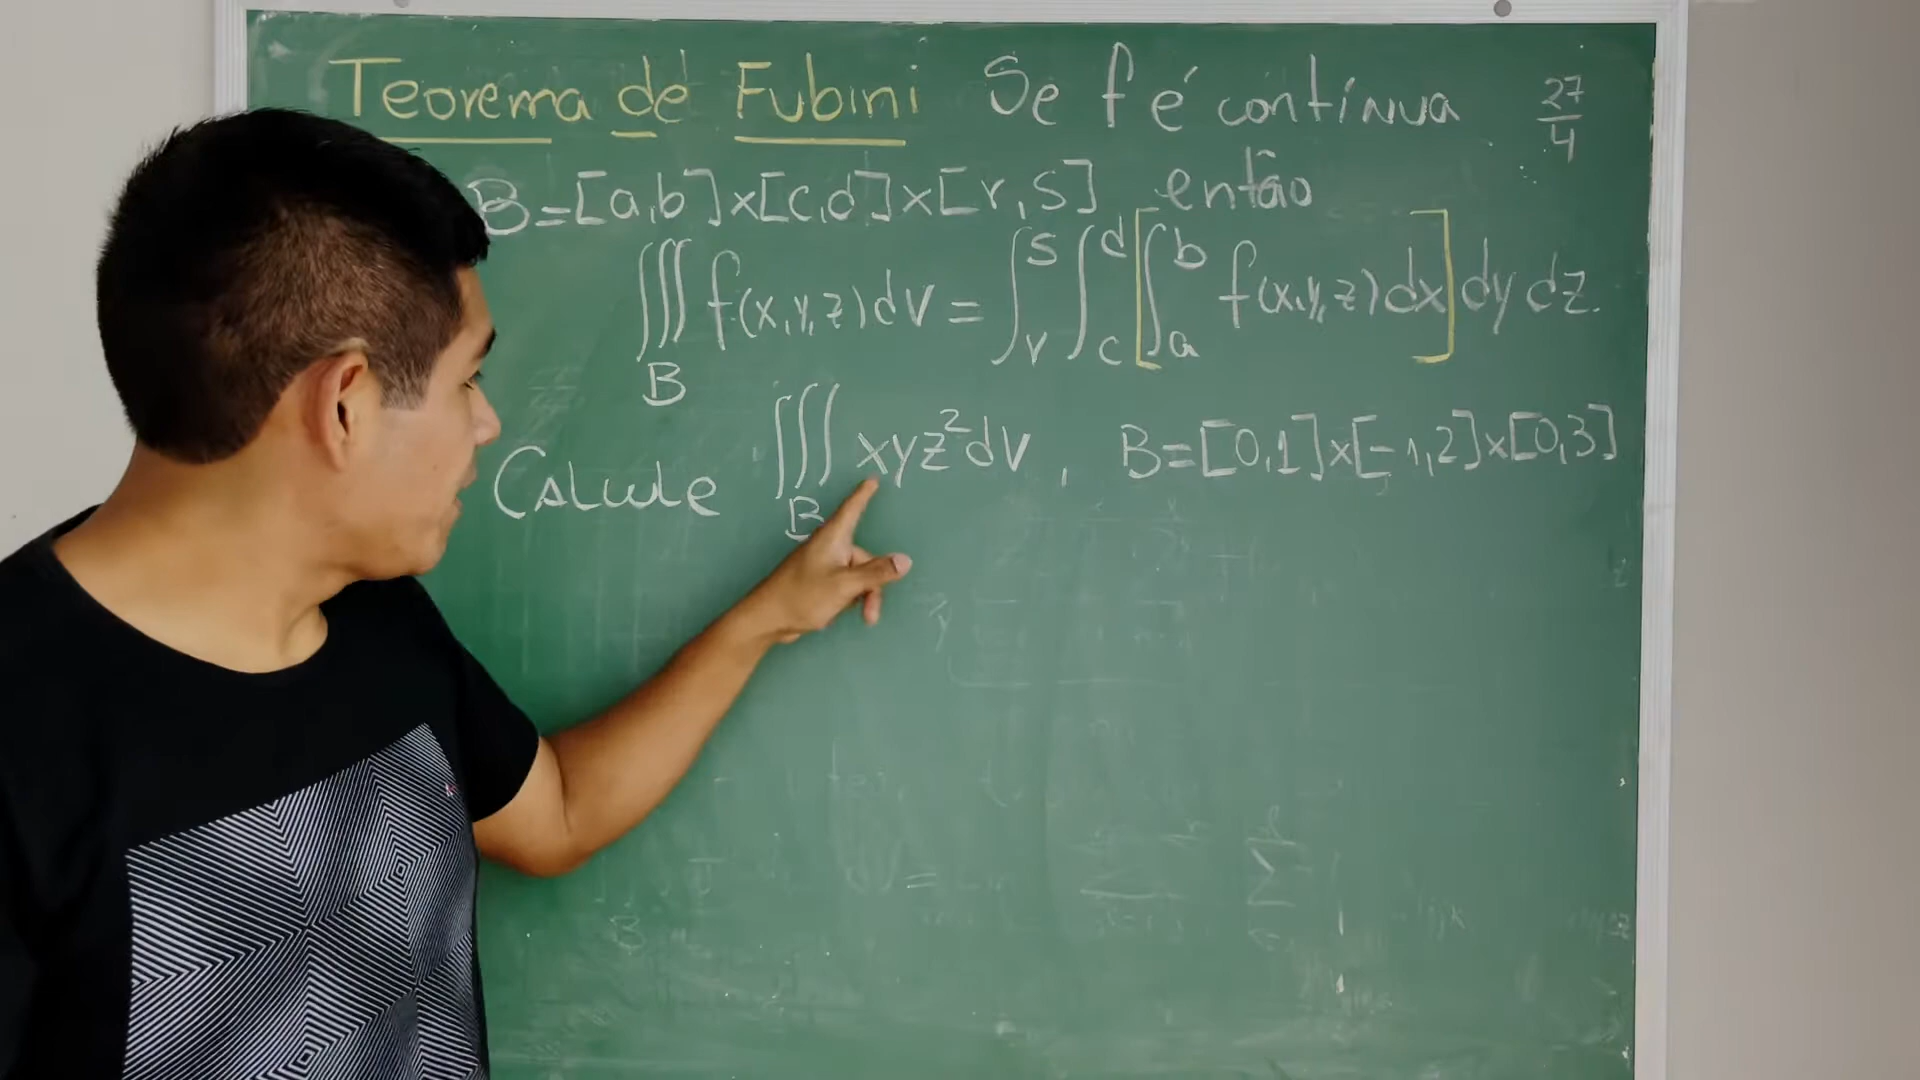 Teorema de Fubini Se f é contínua 27/4
B=[a,b]×[c,d]×[r,s] então
∭_B f(x,y,z)dV = ∫_r^s ∫_c^d [∫_a^b f(x,y,z)dx] dy dz.
Calcule ∭_B xyz²dV, B=[0,1]×[-1,2]×[0,3]